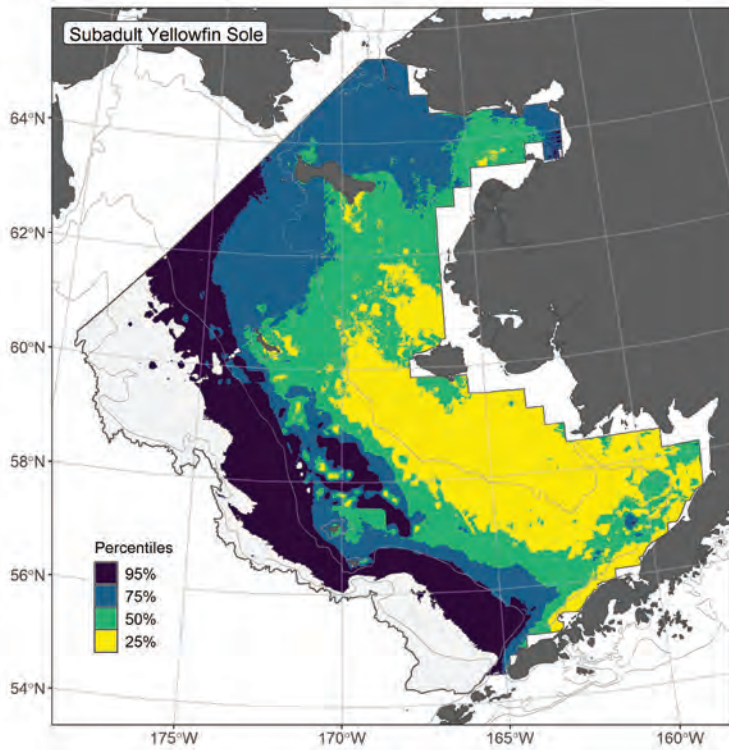 Subadult Yellowfin Sole
64°N
62°N
60°N
58°N
56°N
54°N
Percentiles
95%
75%
50%
25%
175°W
170°W
165°W
160°W